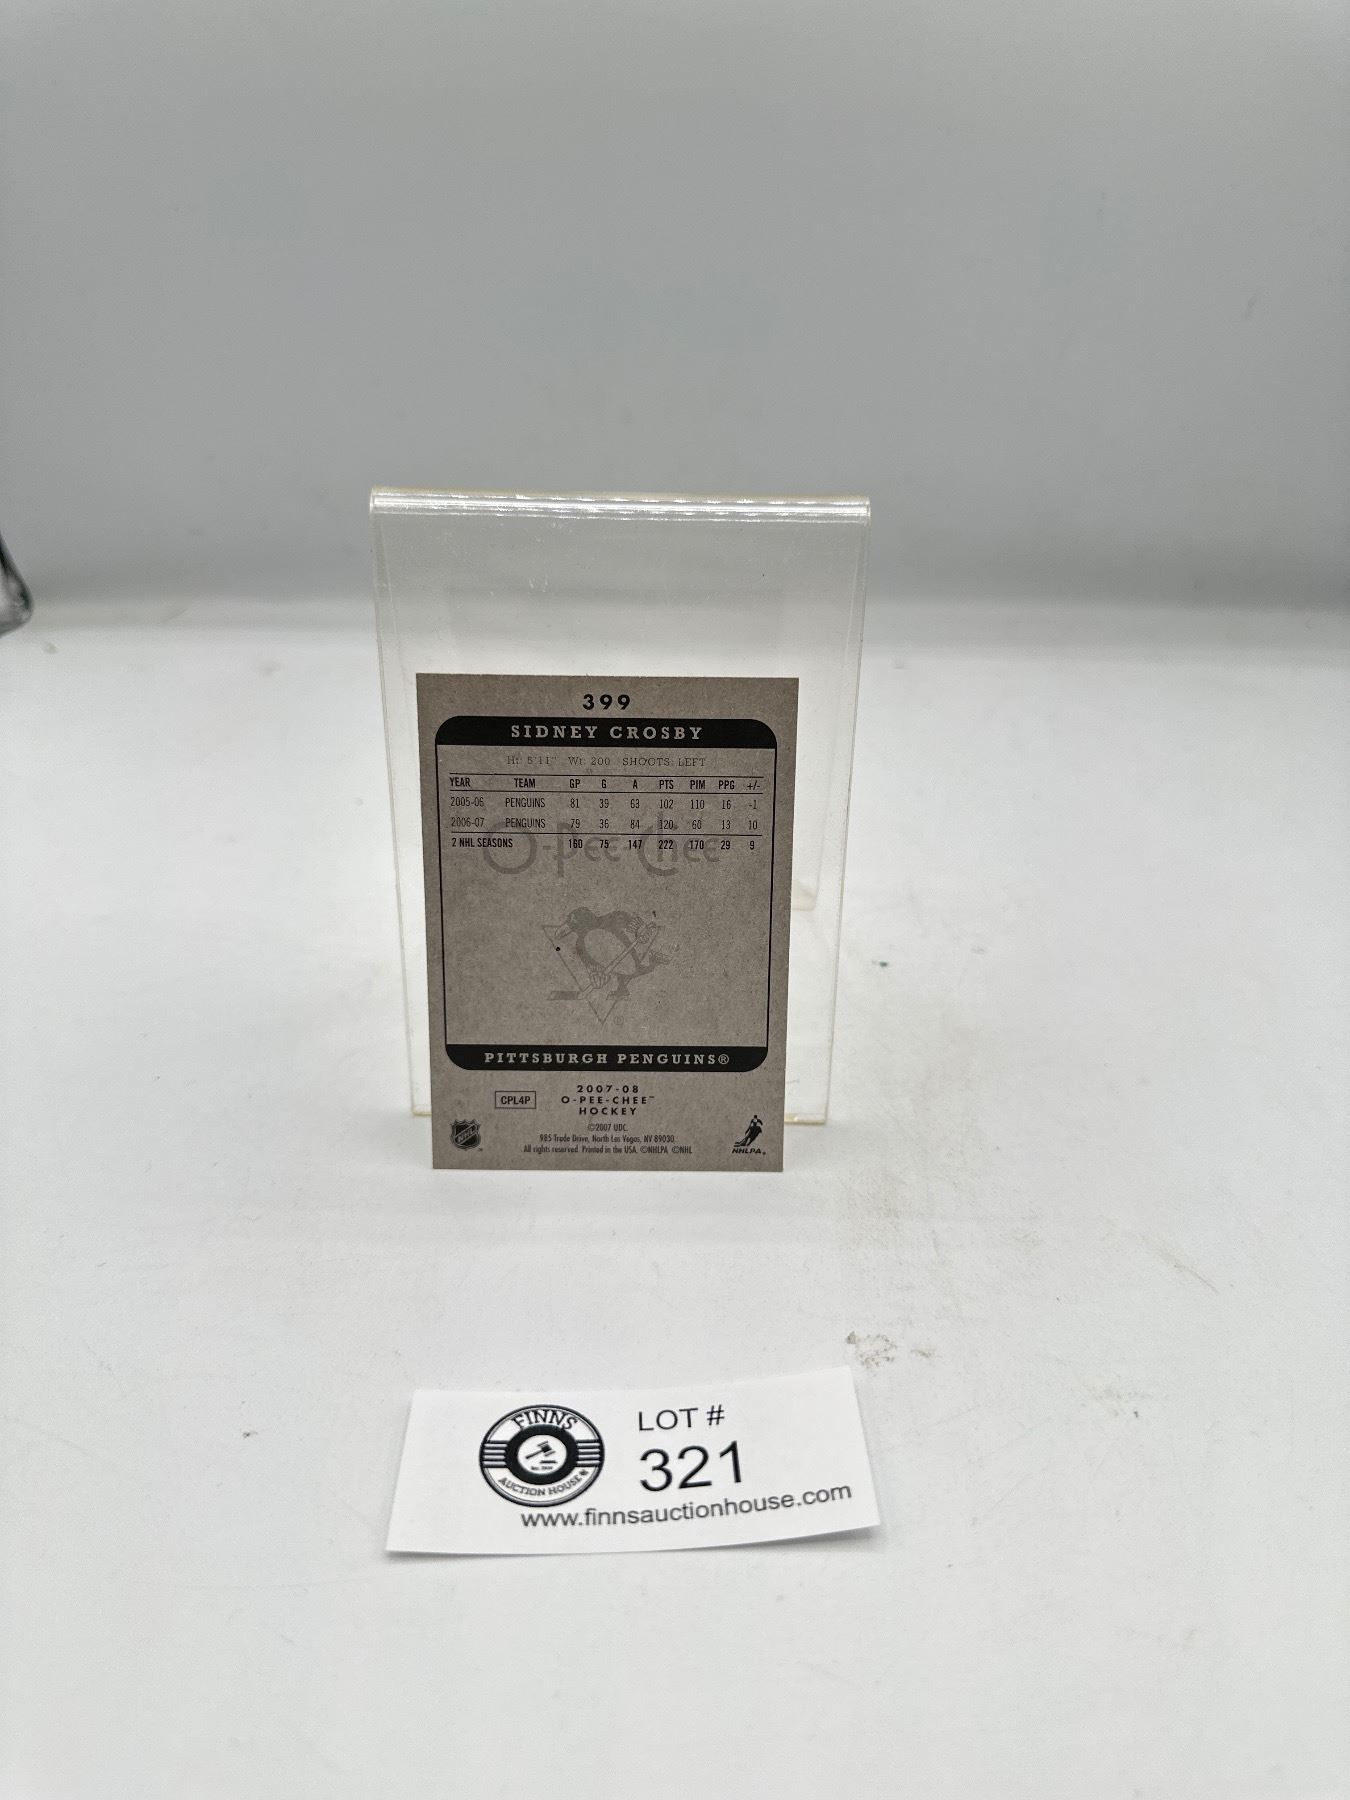 399
SIDNEY CROSBY
Ht: 5'11" Wt: 200 SHOOTS: LEFT
YEAR TEAM GP G A PTS PIM PPG +/-
2005-06 PENGUINS 81 39 63 102 110 16 -1
2006-07 PENGUINS 79 36 84 120 60 13 10
2 NHL SEASONS 160 75 147 222 170 29 9
O-Pee-Chee
PITTSBURGH PENGUINS®
2007-08
CPL4P O-PEE-CHEE™
HOCKEY
©2007 UDC.
985 Trade Drive, North Las Vegas, NV 89030.
All rights reserved. Printed in the USA. ©NHLPA ©NHL
NHL™
NHLPA®
FINNS
AUCTION HOUSE
LOT #
321
www.finnsauctionhouse.com